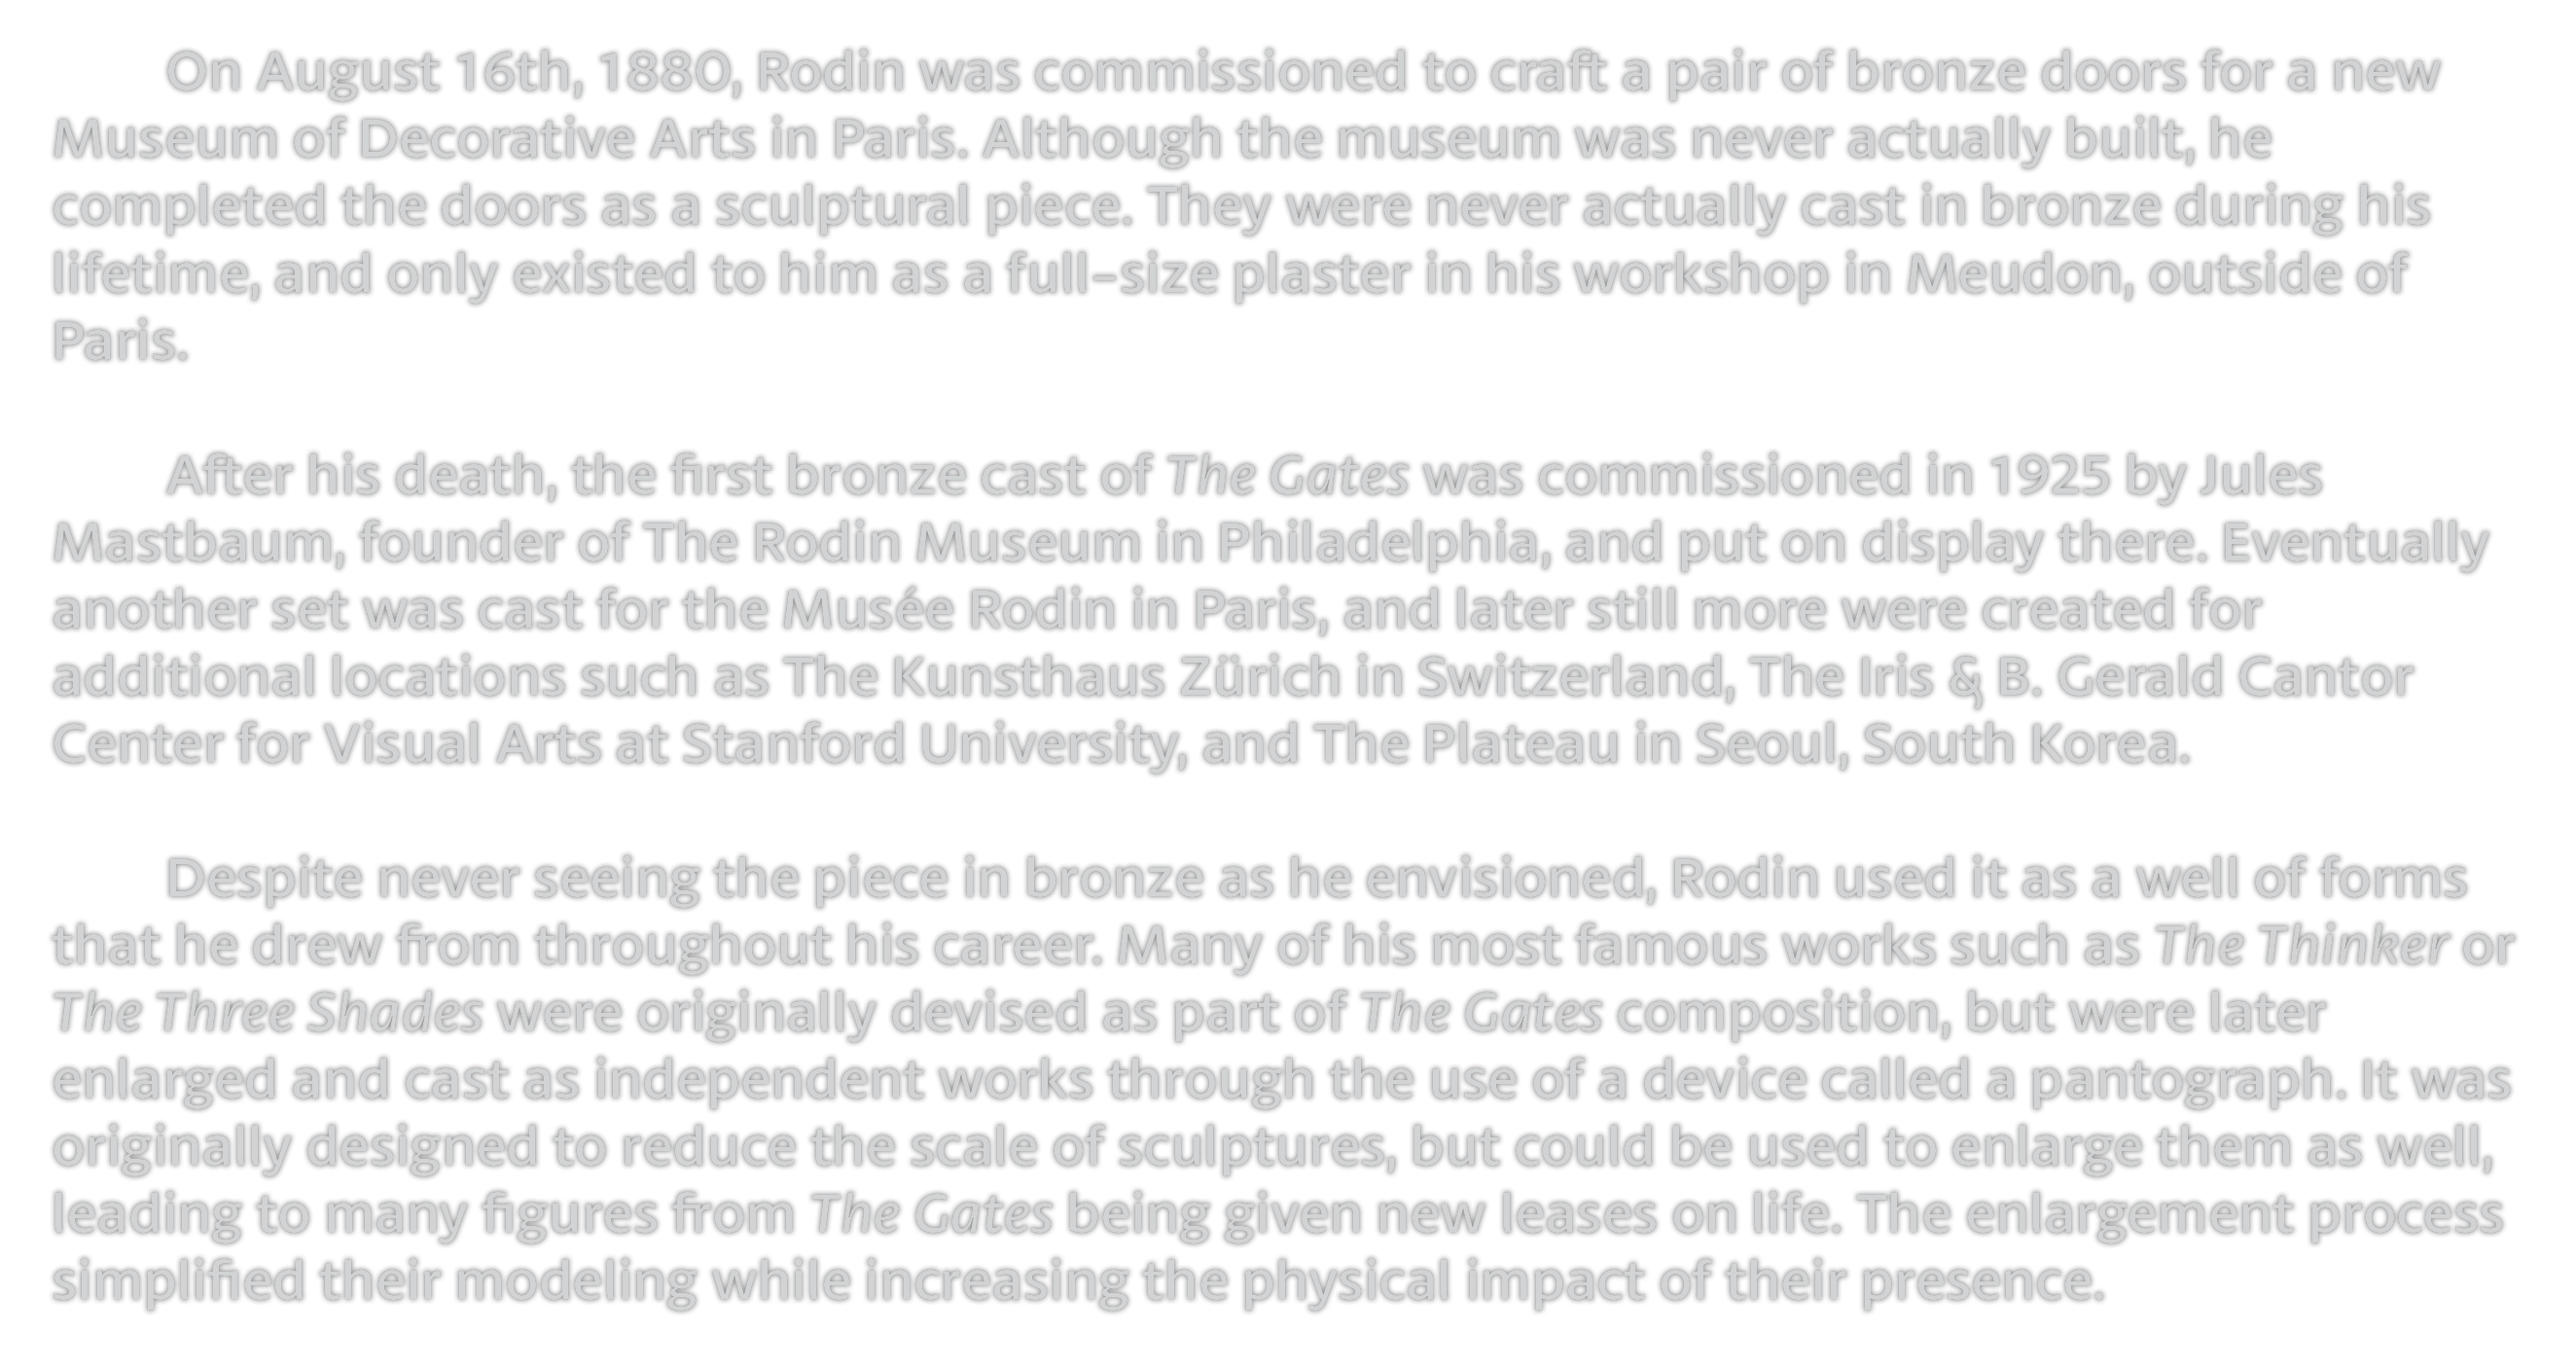 On August 16th, 1880, Rodin was commissioned to craft a pair of bronze doors for a new
Museum of Decorative Arts in Paris. Although the museum was never actually built, he
completed the doors as a sculptural piece. They were never actually cast in bronze during his
lifetime, and only existed to him as a full-size plaster in his workshop in Meudon, outside of
Paris.
After his death, the first bronze cast of The Gates was commissioned in 1925 by Jules
Mastbaum, founder of The Rodin Museum in Philadelphia, and put on display there. Eventually
another set was cast for the Musée Rodin in Paris, and later still more were created for
additional locations such as The Kunsthaus Zürich in Switzerland, The Iris & B. Gerald Cantor
Center for Visual Arts at Stanford University, and The Plateau in Seoul, South Korea.
Despite never seeing the piece in bronze as he envisioned, Rodin used it as a well of forms
that he drew from throughout his career. Many of his most famous works such as The Thinker or
The Three Shades were originally devised as part of The Gates composition, but were later
enlarged and cast as independent works through the use of a device called a pantograph. It was
originally designed to reduce the scale of sculptures, but could be used to enlarge them as well,
leading to many figures from The Gates being given new leases on life. The enlargement process
simplified their modeling while increasing the physical impact of their presence.